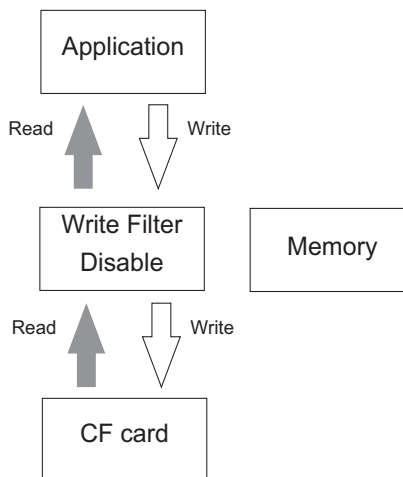 Application
Read
Write
Write Filter
Disable
Memory
Read
Write
CF card